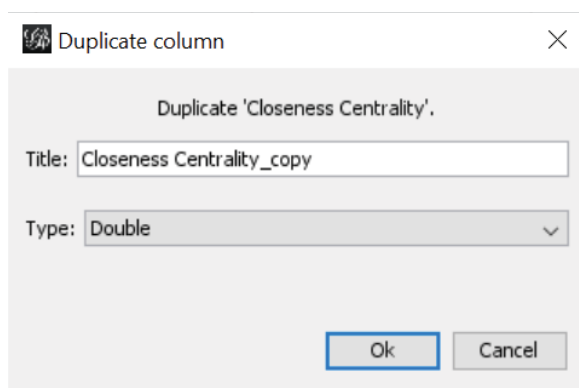 Duplicate column
Duplicate 'Closeness Centrality'.
Title: Closeness Centrality_copy
Type: Double
Ok Cancel